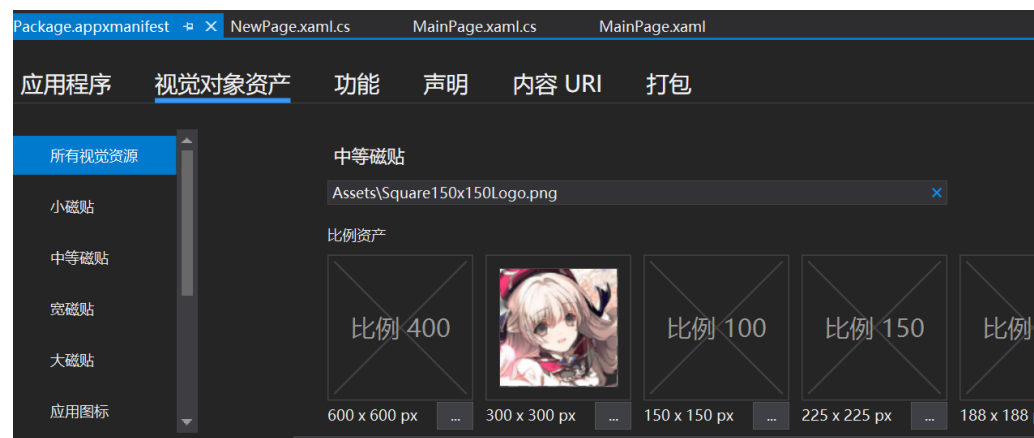 Package.appxmanifest NewPage.xaml.cs MainPage.xaml.cs MainPage.xaml
应用程序 视觉对象资产 功能 声明 内容 URI 打包
所有视觉资源
小磁贴
中等磁贴
宽磁贴
大磁贴
应用图标
中等磁贴
Assets\Square150x150Logo.png
比例资产
比例 400 比例 100 比例 150 比例
600 x 600 px ... 300 x 300 px ... 150 x 150 px ... 225 x 225 px ... 188 x 188